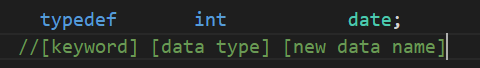 typedef int date;
//[keyword] [data type] [new data name]